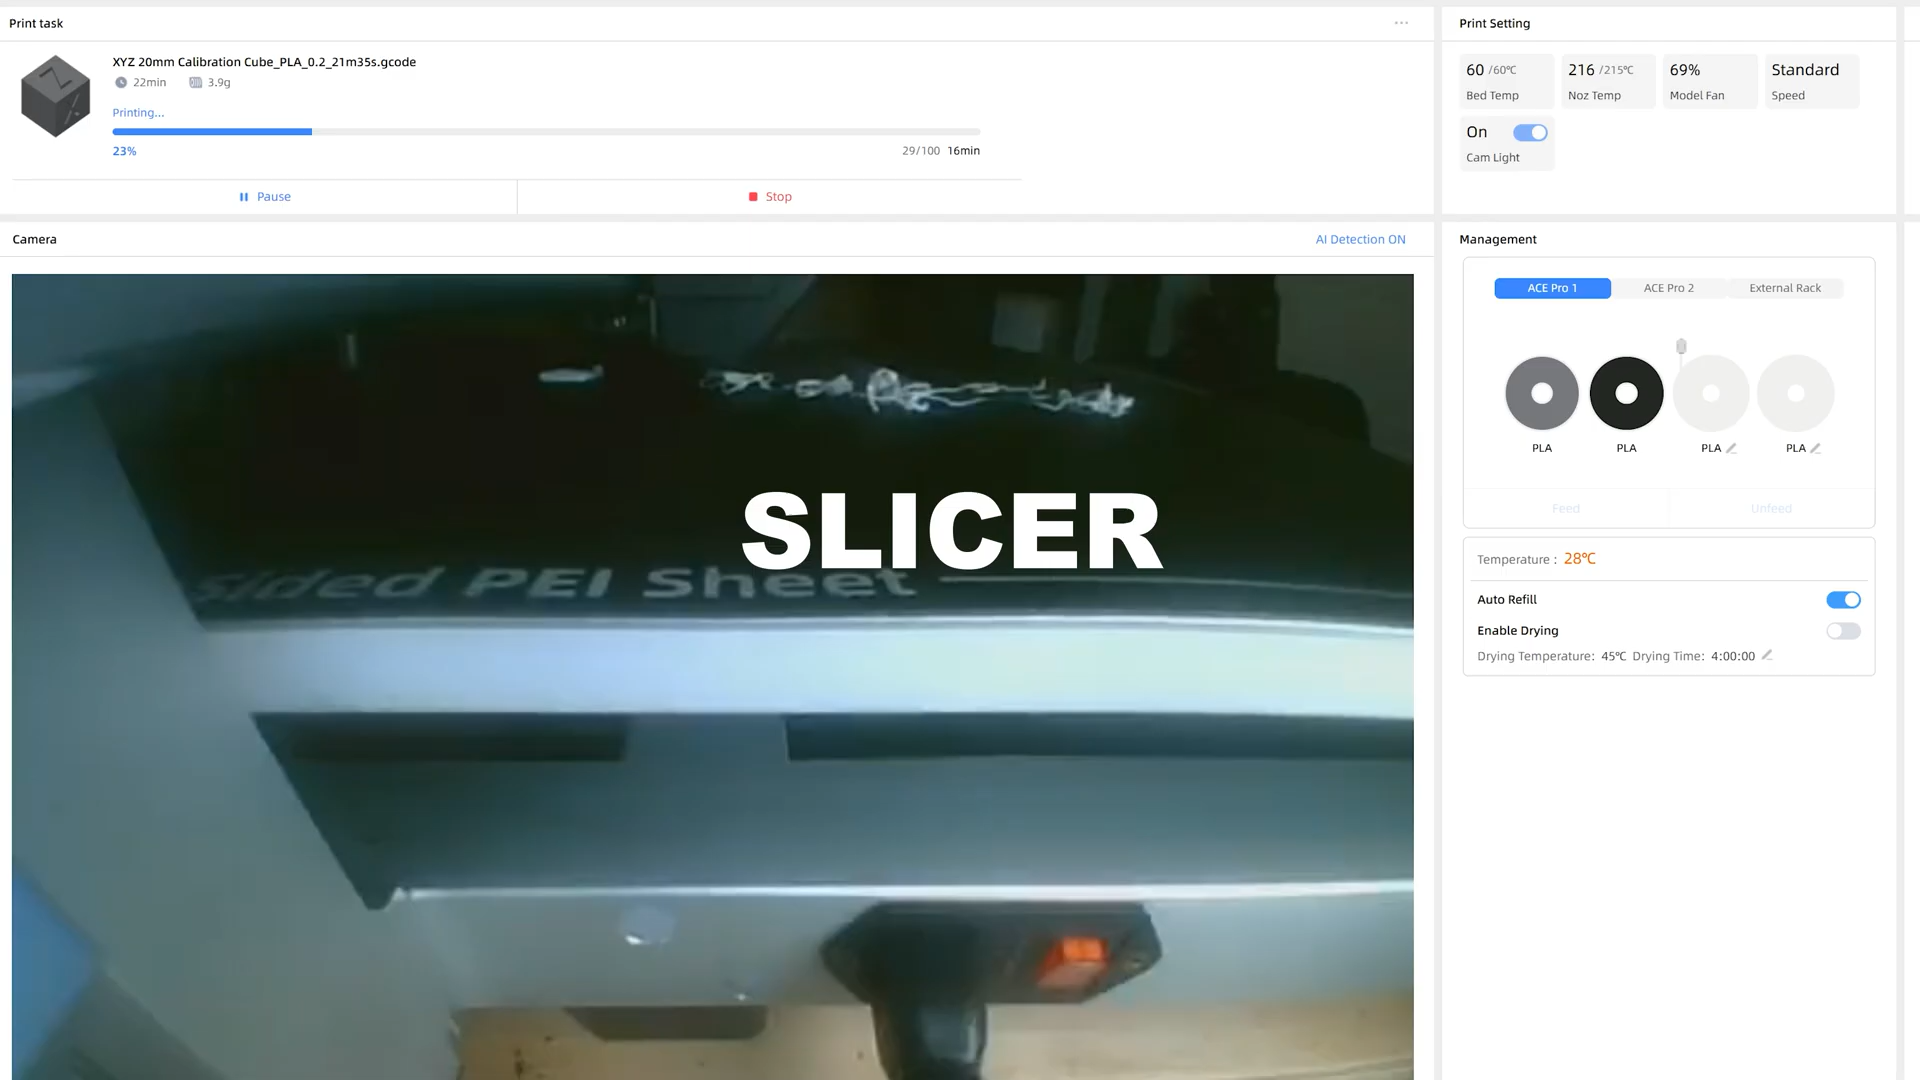 Print task
XYZ 20mm Calibration Cube_PLA_0.2_21m35s.gcode
22min 3.9g
Printing...
23% 29/100 16min
Pause Stop
Print Setting
60 /60℃ 216 /215℃ 69% Standard
Bed Temp Noz Temp Model Fan Speed
On
Cam Light
Camera AI Detection ON
SLICER
sided PEI Sheet
Management
ACE Pro 1 ACE Pro 2 External Rack
PLA PLA PLA PLA
Feed Unfeed
Temperature : 28℃
Auto Refill
Enable Drying
Drying Temperature: 45℃ Drying Time: 4:00:00